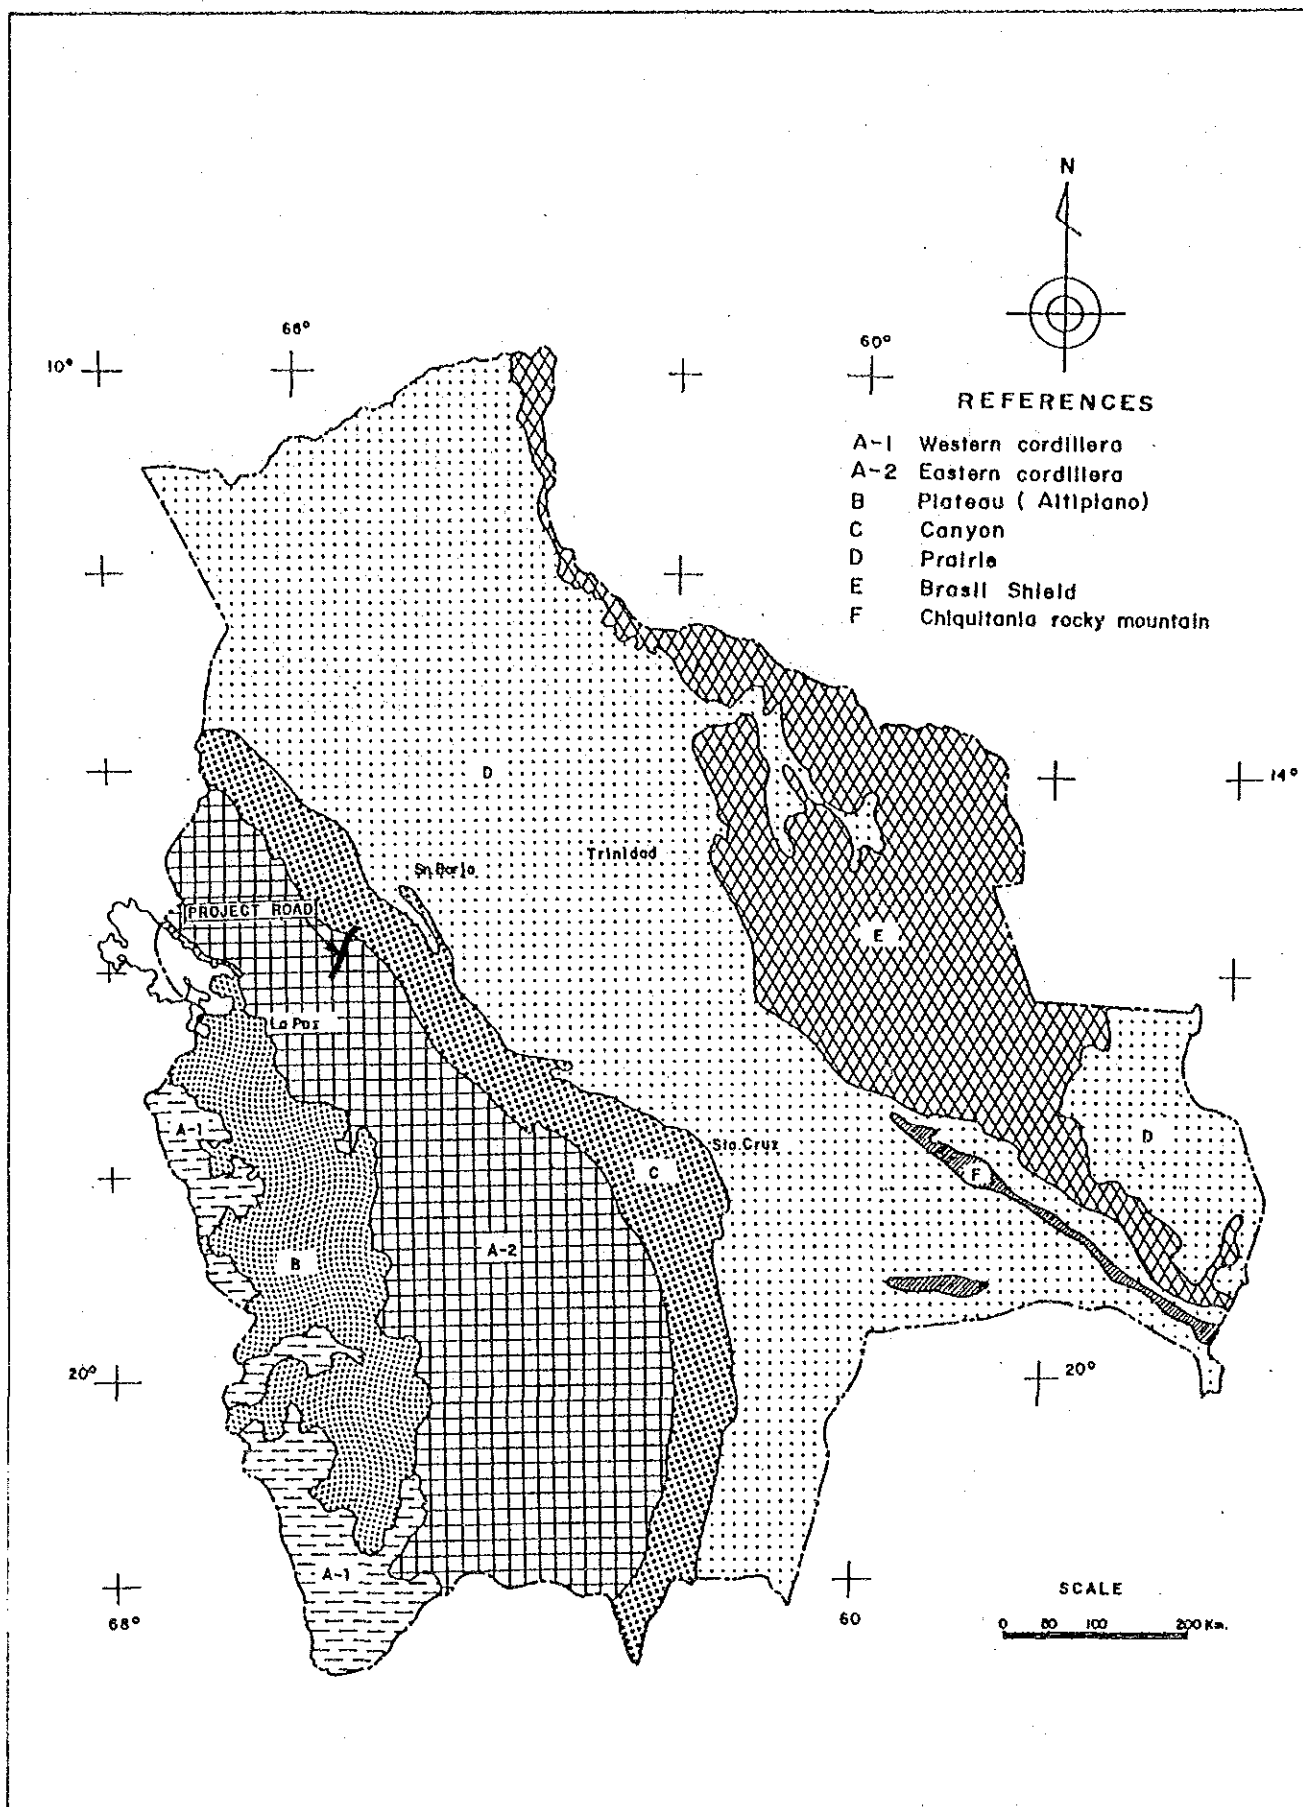 N
66°
60°
10°
REFERENCES
A-1 Western cordillera
A-2 Eastern cordillera
B Plateau ( Altiplano)
C Canyon
D Prairie
E Brasil Shield
F Chiquitania rocky mountain
D
14°
Trinidad
Sn. Borja
PROJECT ROAD
E
La Paz
A-1
D
Sta. Cruz
C
F
A-2
B
20°
20°
A-1
SCALE
68°
60
0 50 100 200 Km.